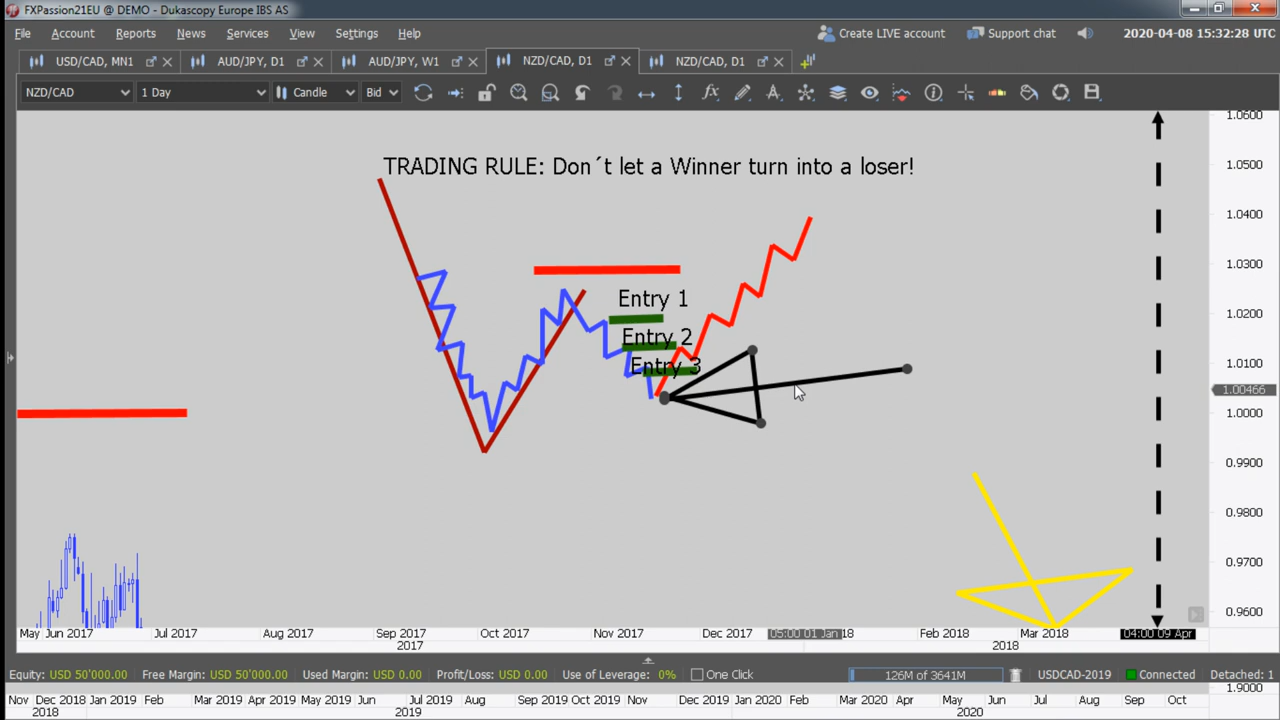 FXPassion21EU @ DEMO - Dukascopy Europe IBS AS
File Account Reports News Services View Settings Help Create LIVE account Support chat 2020-04-08 15:32:28 UTC
USD/CAD, MN1 AUD/JPY, D1 AUD/JPY, W1 NZD/CAD, D1 NZD/CAD, D1
NZD/CAD 1 Day Candle Bid
1.0600
TRADING RULE: Don´t let a Winner turn into a loser!
1.0500
1.0400
1.0300
Entry 1
1.0200
Entry 2
Entry 3
1.0100
1.00466
1.0000
0.9900
0.9800
0.9700
0.9600
May Jun 2017 Jul 2017 Aug 2017 Sep 2017 Oct 2017 Nov 2017 Dec 2017 05:00 01 Jan 18 Feb 2018 Mar 2018 04:00 09 Apr
2017 2018
Equity: USD 50'000.00 Free Margin: USD 50'000.00 Used Margin: USD 0.00 Profit/Loss: USD 0.00 Use of Leverage: 0% One Click 126M of 3641M USDCAD-2019 Connected Detached: 1
1.9000
Nov Dec 2018 Jan 2019 Feb Mar 2019 Apr 2019 May 2019 Jun Jul 2019 Aug Sep 2019 Oct 2019 Nov Dec 2019 Jan 2020 Feb Mar 2020 Apr May Jun Jul Aug Sep Oct
2018 2019 2020